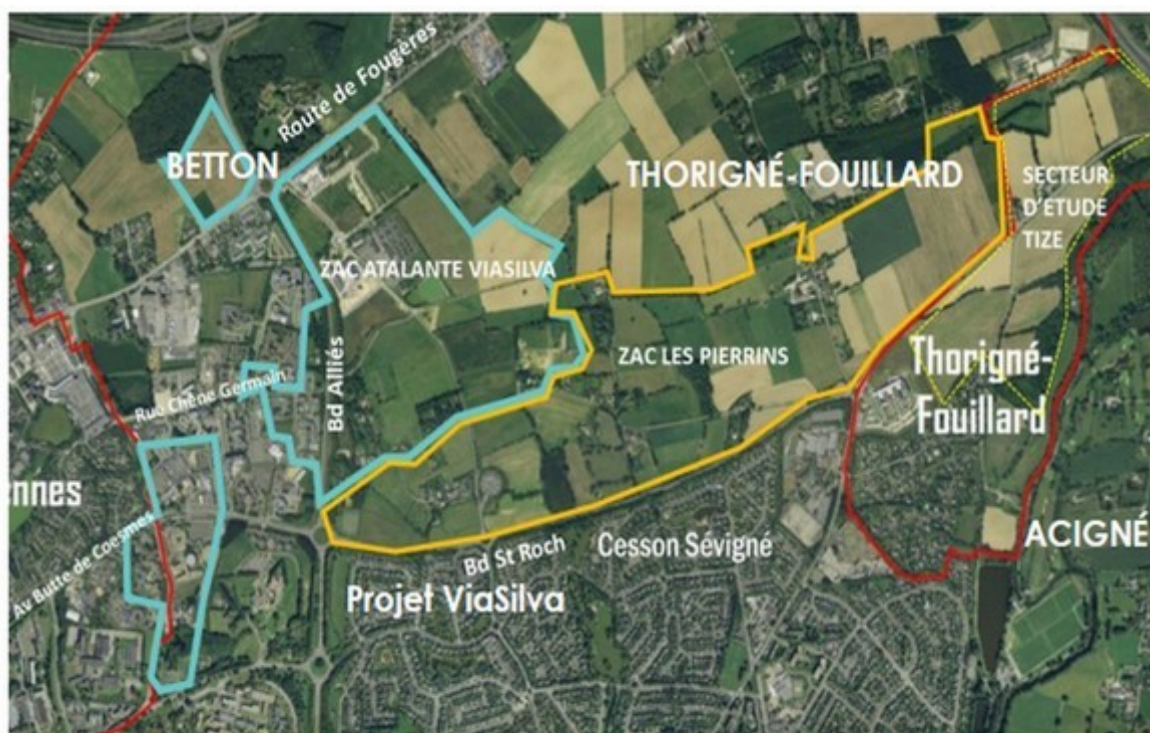 Route de Fougères
BETTON
THORIGNÉ-FOUILLARD
SECTEUR
D'ETUDE
TIZE
ZAC ATALANTE VIASILVA
Bd Alliés
ZAC LES PIERRINS
Thorigné-
Fouillard
Rue Chêne Germain
ennes
Av Butte de Coesmes
Bd St Roch
Cesson Sévigné
ACIGNÉ
Projet ViaSilva